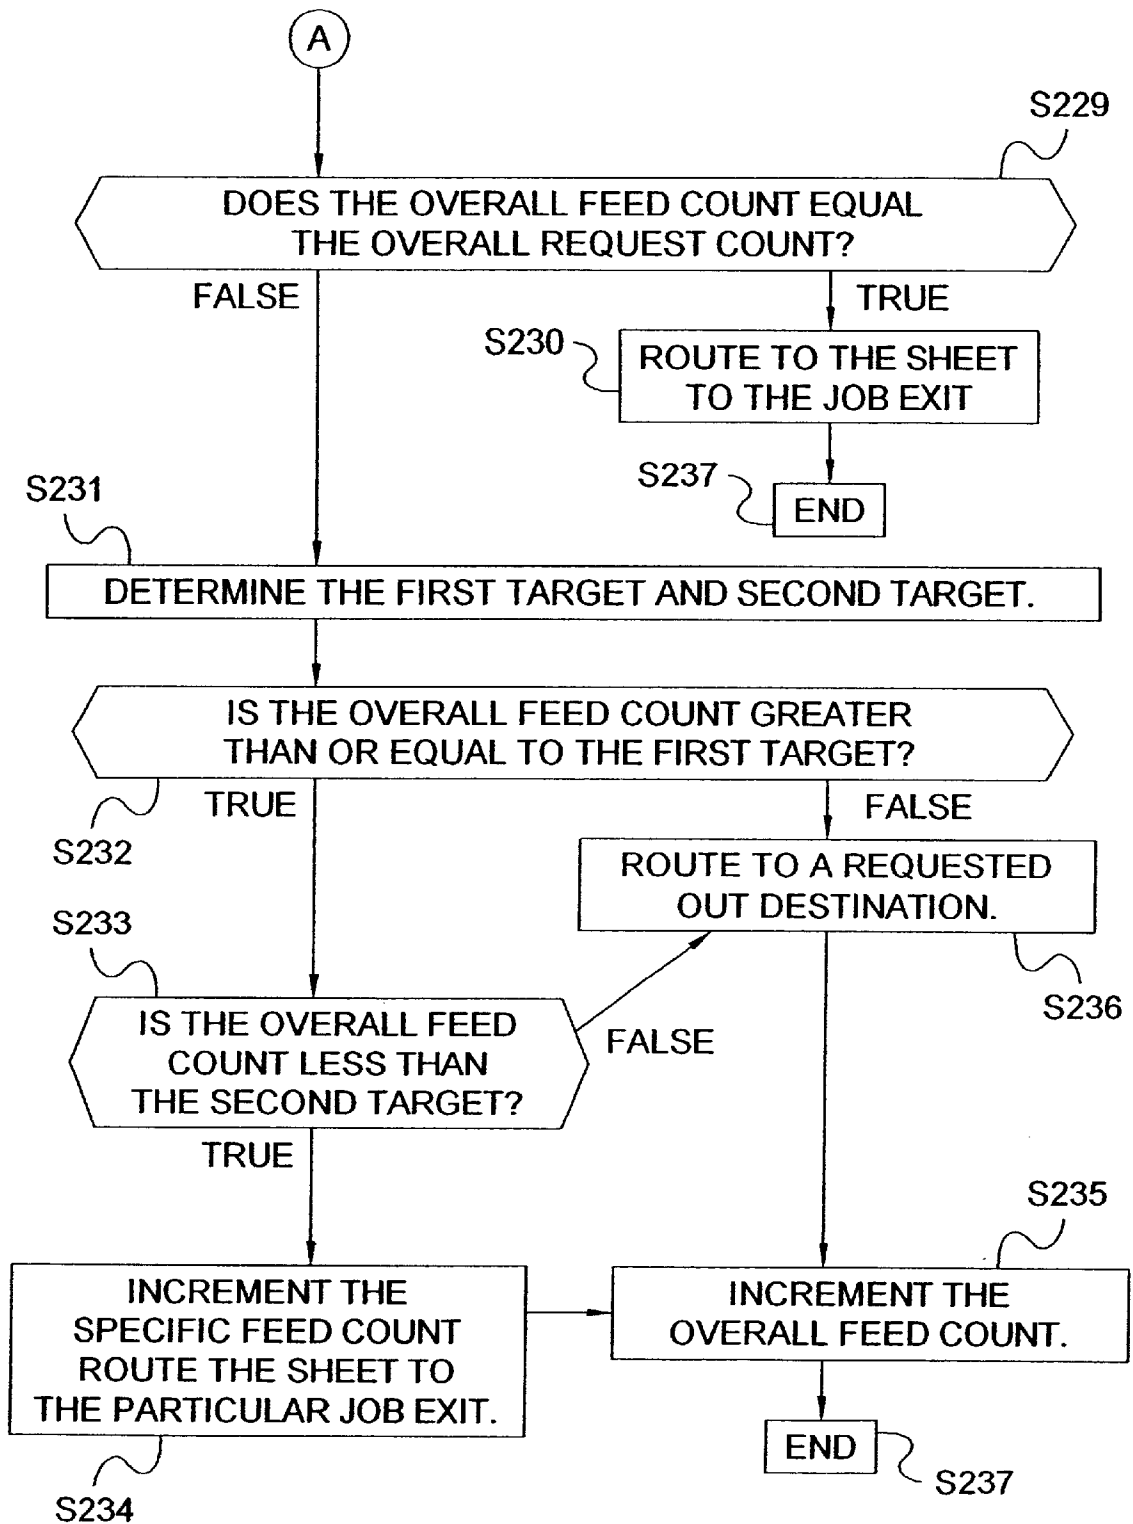 A
S229
DOES THE OVERALL FEED COUNT EQUAL
THE OVERALL REQUEST COUNT?
FALSE
TRUE
S230
ROUTE TO THE SHEET
TO THE JOB EXIT
S237
END
S231
DETERMINE THE FIRST TARGET AND SECOND TARGET.
IS THE OVERALL FEED COUNT GREATER
THAN OR EQUAL TO THE FIRST TARGET?
TRUE
FALSE
S232
ROUTE TO A REQUESTED
OUT DESTINATION.
S233
S236
IS THE OVERALL FEED
COUNT LESS THAN
THE SECOND TARGET?
FALSE
TRUE
S235
INCREMENT THE
SPECIFIC FEED COUNT
ROUTE THE SHEET TO
THE PARTICULAR JOB EXIT.
INCREMENT THE
OVERALL FEED COUNT.
END
S237
S234